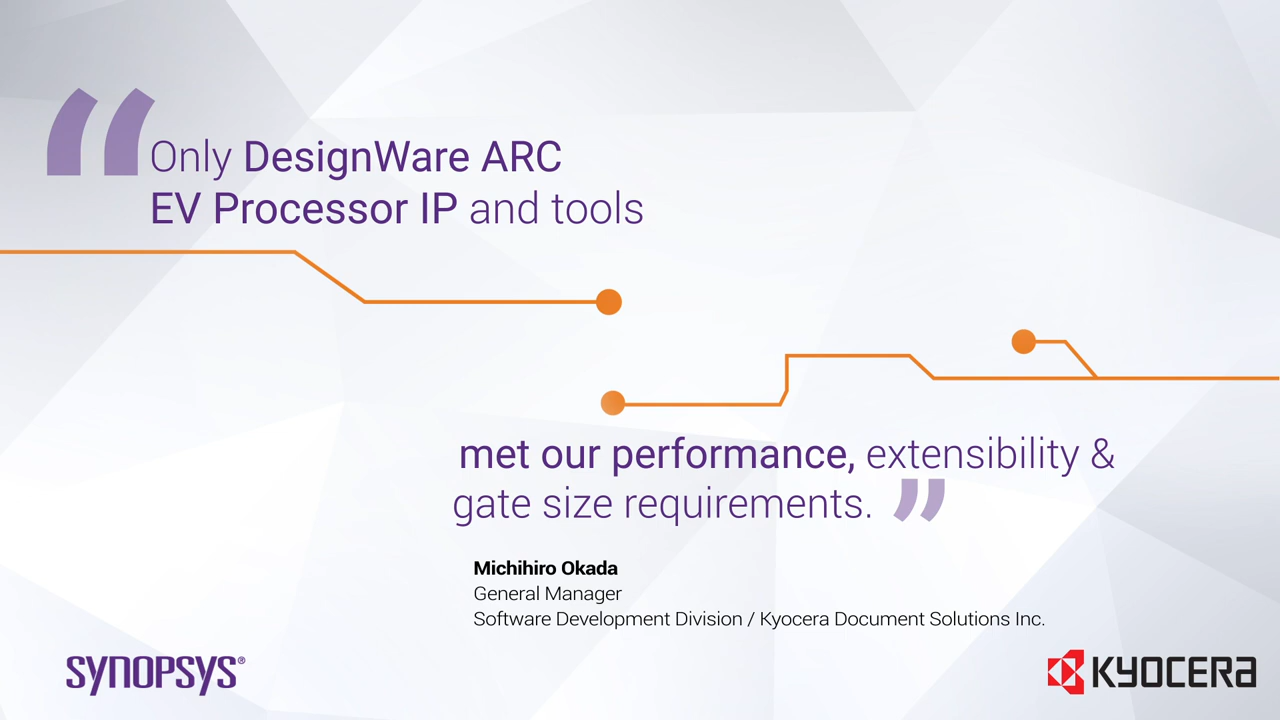 “Only DesignWare ARC
EV Processor IP and tools
met our performance, extensibility &
gate size requirements.”
Michihiro Okada
General Manager
Software Development Division / Kyocera Document Solutions Inc.
SYNOPSYS®
KYOCERA